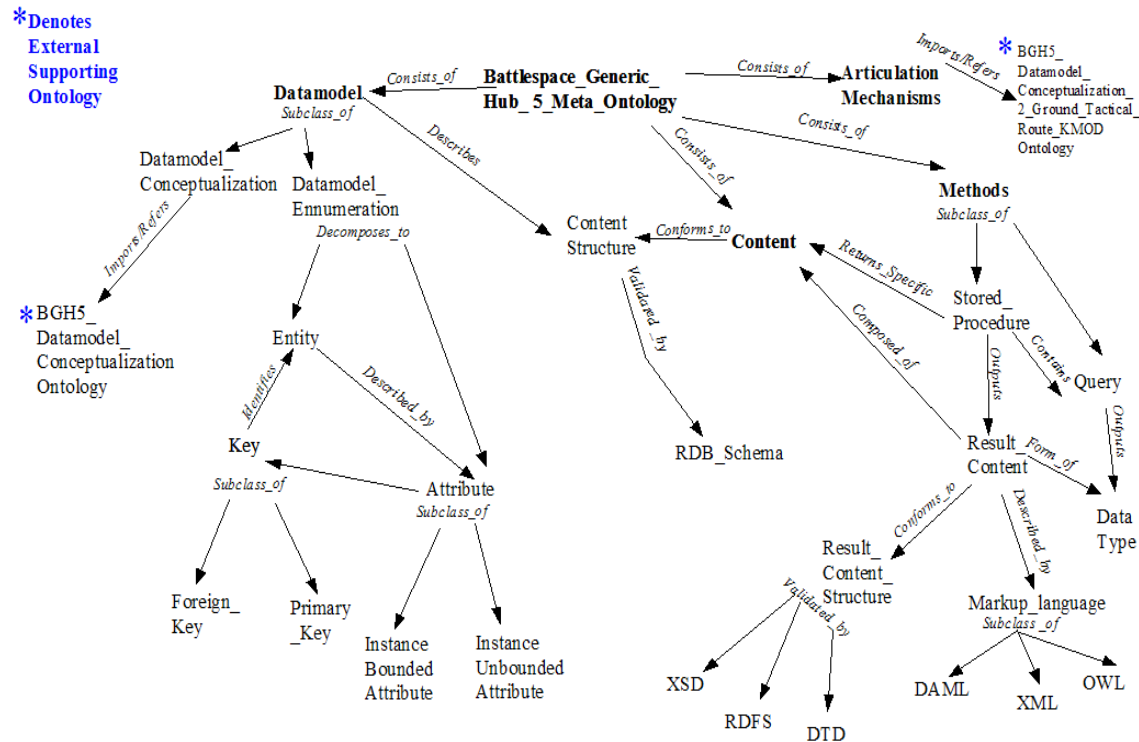 *Denotes
External
Supporting
Ontology
Consists_of
Battlespace_Generic_
Hub_ 5_Meta_Ontology
Consists_of
Articulation
Mechanisms
Imports/Refers
* BGH5_
Datamodel_
Conceptualization_
2_Ground_Tactical_
Route_KMOD
Ontology
Datamodel
Subclass_of
Describes
Consists_of
Consists_of
Datamodel_
Conceptualization
Datamodel_
Ennumeration
Decomposes_to
Imports/Refers
Methods
Subclass_of
Content
Structure
Conforms_to
Content
Returns_Specific
Validared_by
Stored_
Procedure
Composed_of
Contains
Outputs
Query
Outputs
* BGH5_
Datamodel_
Conceptualization
Ontology
Entity
Identifies
Described_by
Key
Subclass_of
Attribute
Subclass_of
RDB_Schema
Result_
Content
Form_of
Conforms_to
Described_by
Data
Type
Result_
Content_
Structure
Validated_by
Markup_language
Subclass_of
Foreign_
Key
Primary
_Key
Instance
Bounded
Attribute
Instance
Unbounded
Attribute
XSD
RDFS
DTD
DAML
XML
OWL